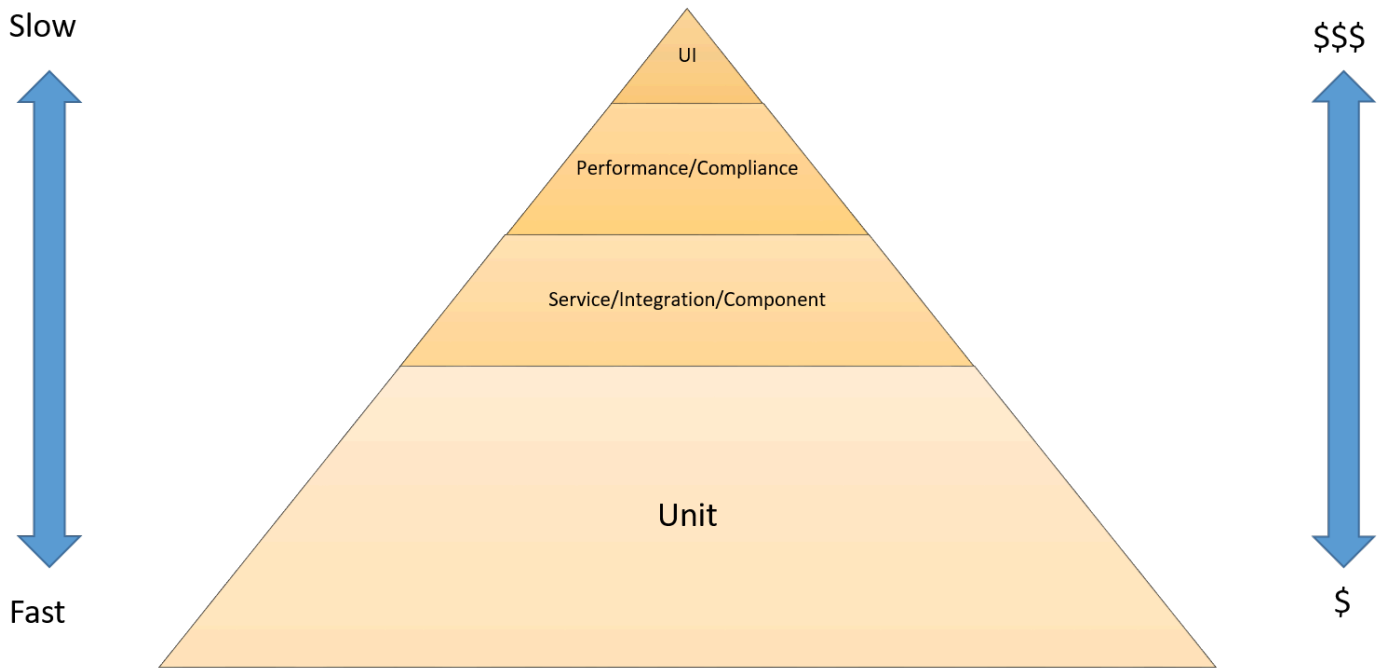 Slow
$$$
UI
Performance/Compliance
Service/Integration/Component
Unit
Fast
$